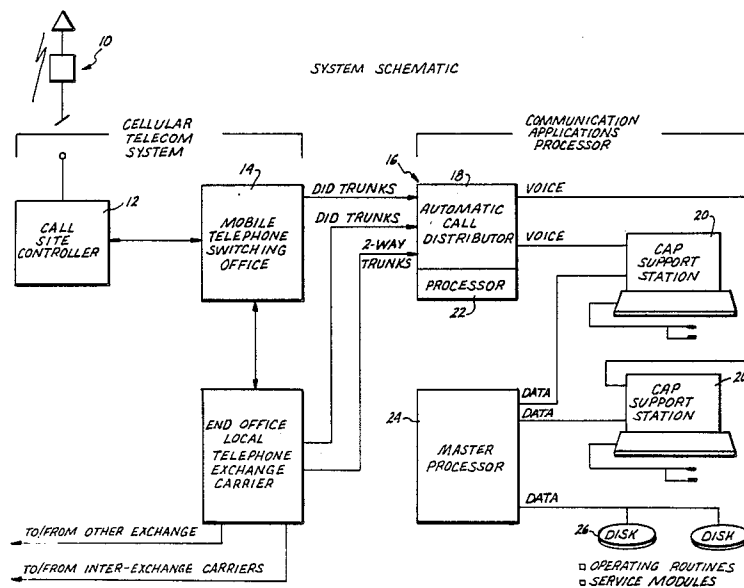 10
SYSTEM SCHEMATIC
CELLULAR
TELECOM
SYSTEM
COMMUNICATION
APPLICATIONS
PROCESSOR
12
CALL
SITE
CONTROLLER
14
MOBILE
TELEPHONE
SWITCHING
OFFICE
DID TRUNKS
DID TRUNKS
2-WAY
TRUNKS
16
18
AUTOMATIC
CALL
DISTRIBUTOR
PROCESSOR
22
VOICE
VOICE
20
CAP
SUPPORT
STATION
END OFFICE
LOCAL
TELEPHONE
EXCHANGE
CARRIER
24
MASTER
PROCESSOR
DATA
DATA
DATA
20
CAP
SUPPORT
STATION
26
DISK
DISK
TO/FROM OTHER EXCHANGE
TO/FROM INTER-EXCHANGE CARRIERS
OPERATING ROUTINES
SERVICE MODULES